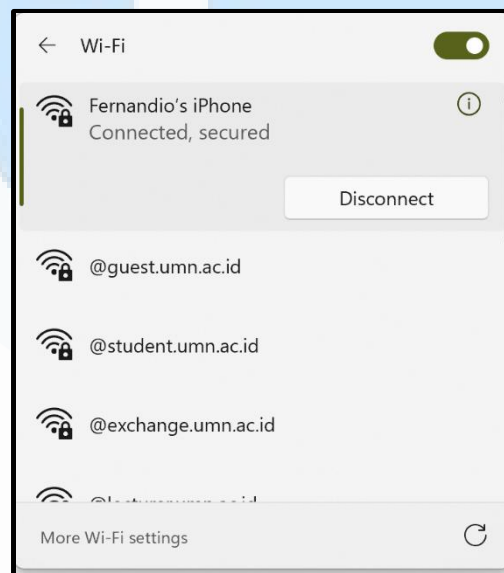 Wi-Fi
Fernandio's iPhone
Connected, secured
Disconnect
@guest.umn.ac.id
@student.umn.ac.id
@exchange.umn.ac.id
More Wi-Fi settings